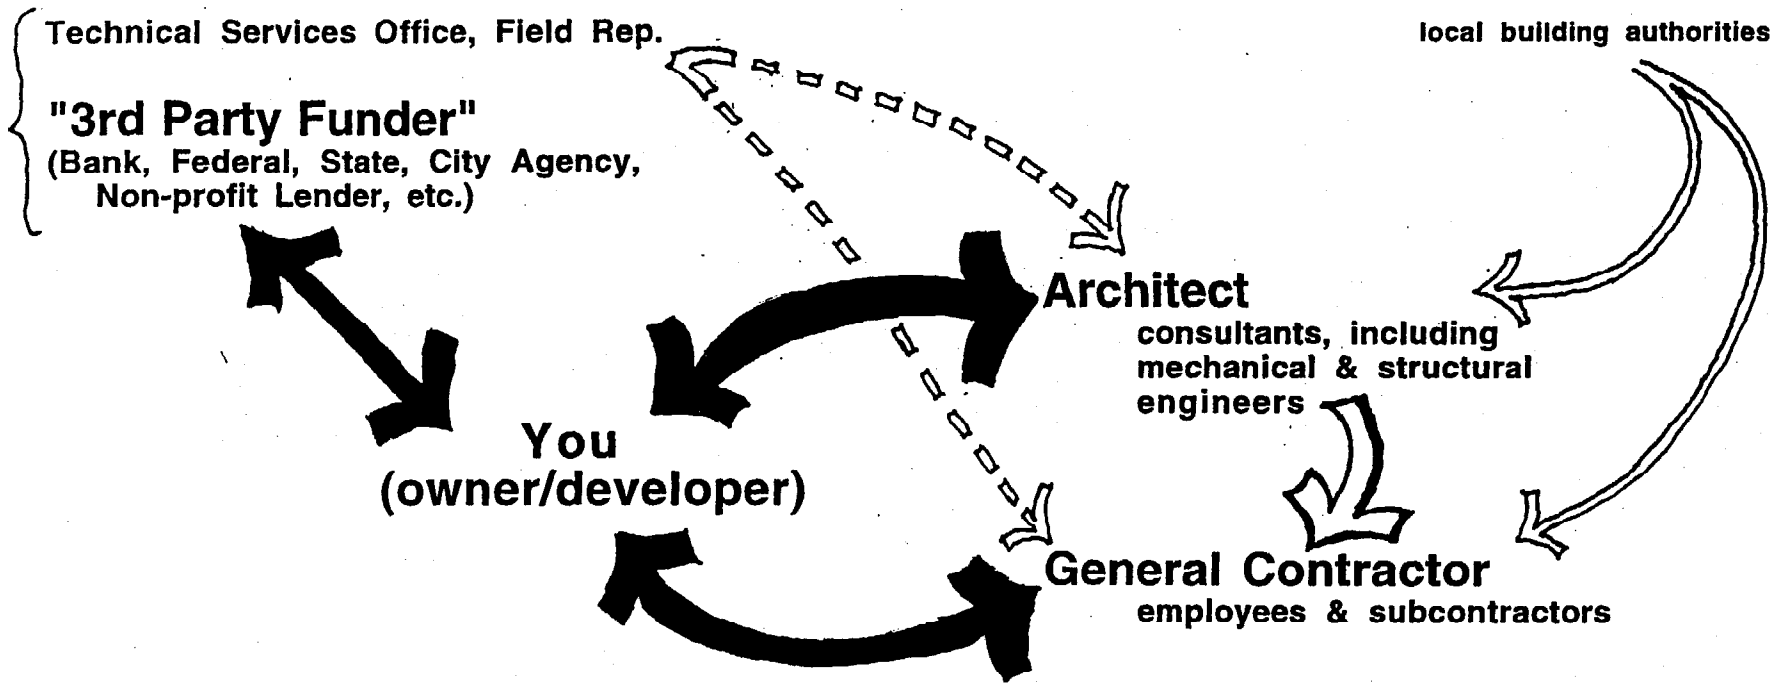 Technical Services Office, Field Rep.
local building authorities
"3rd Party Funder"
(Bank, Federal, State, City Agency,
Non-profit Lender, etc.)
Architect
consultants, including
mechanical & structural
engineers
You
(owner/developer)
General Contractor
employees & subcontractors